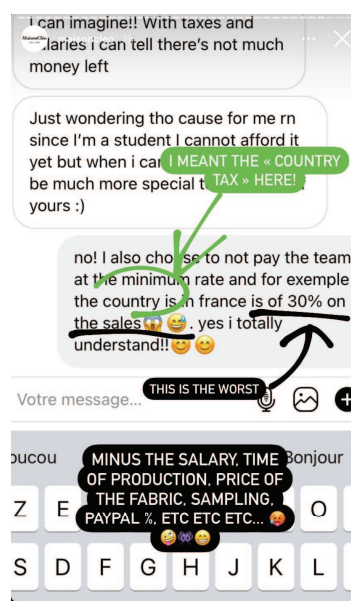 I can imagine!! With taxes and
salaries i can tell there's not much
money left
Just wondering tho cause for me rn
since I'm a student I cannot afford it
yet but when i can
be much more special t
yours :)
I MEANT THE « COUNTRY
TAX » HERE!
no! I also choose to not pay the team
at the minimum rate and for exemple
the country is in france is of 30% on
the sales😱 😅. yes i totally
understand!!😊 😊
THIS IS THE WORST
Votre message...
oucou
Bonjour
MINUS THE SALARY, TIME
OF PRODUCTION, PRICE OF
THE FABRIC, SAMPLING,
PAYPAL %, ETC ETC ETC... 🥵
🤪👾😁
Z E O
S D F G H J K L